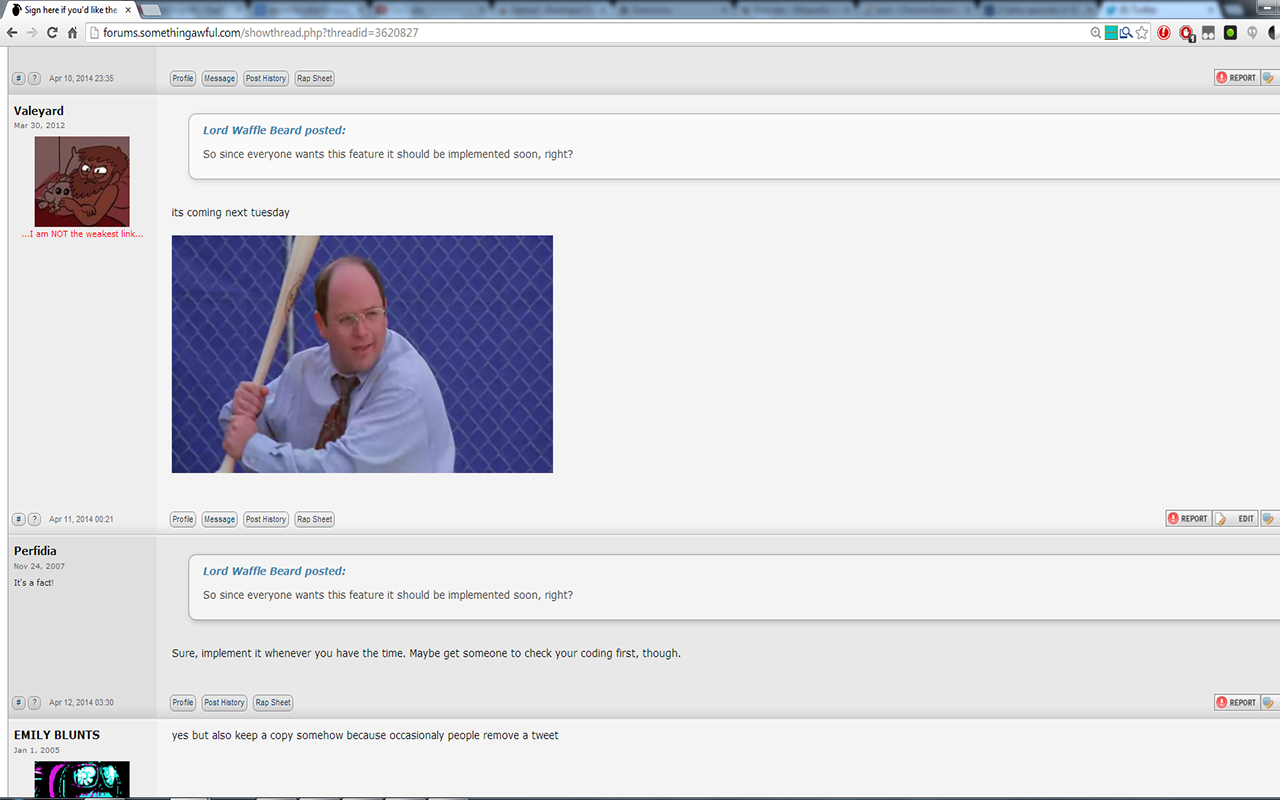 Sign here if you'd like the
forums.somethingawful.com/showthread.php?threadid=3620827
# ? Apr 10, 2014 23:35 Profile Message Post History Rap Sheet REPORT
Valeyard
Mar 30, 2012
...I am NOT the weakest link...
Lord Waffle Beard posted:
So since everyone wants this feature it should be implemented soon, right?
its coming next tuesday
# ? Apr 11, 2014 00:21 Profile Message Post History Rap Sheet REPORT EDIT
Perfidia
Nov 24, 2007
It's a fact!
Lord Waffle Beard posted:
So since everyone wants this feature it should be implemented soon, right?
Sure, implement it whenever you have the time. Maybe get someone to check your coding first, though.
# ? Apr 12, 2014 03:30 Profile Post History Rap Sheet REPORT
EMILY BLUNTS
Jan 1, 2005
yes but also keep a copy somehow because occasionaly people remove a tweet